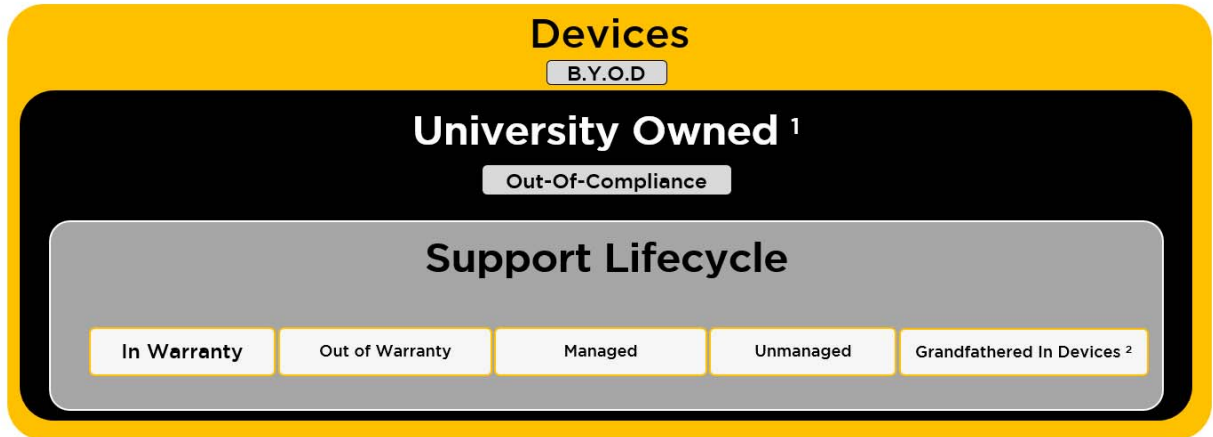 Devices
B.Y.O.D
University Owned ¹
Out-Of-Compliance
Support Lifecycle
In Warranty
Out of Warranty
Managed
Unmanaged
Grandfathered In Devices ²